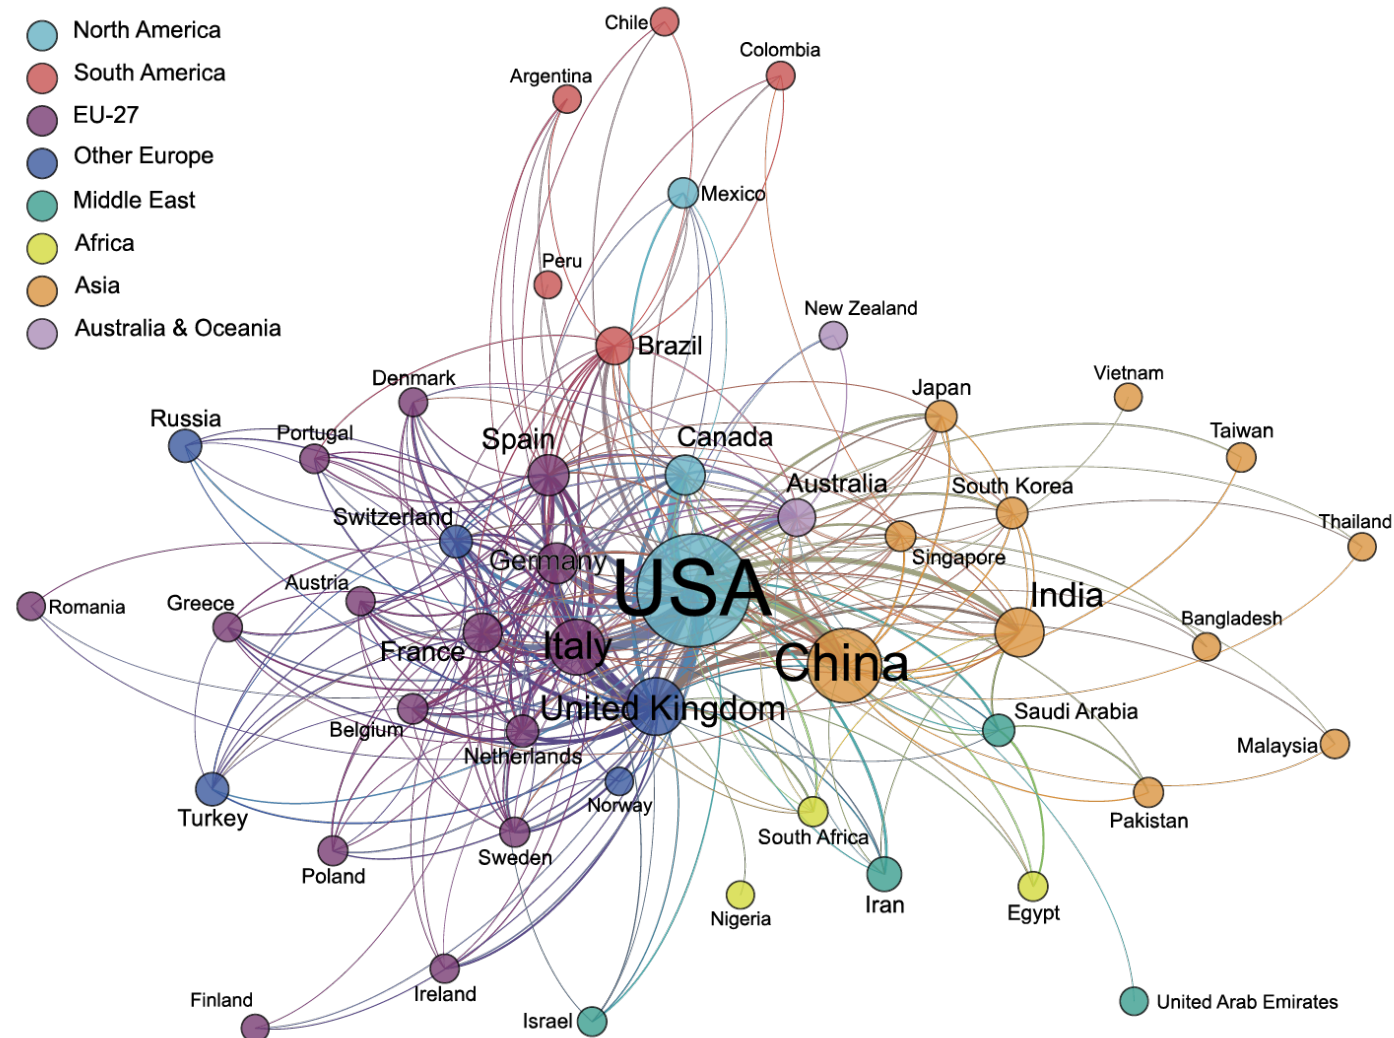 North America
South America
EU-27
Other Europe
Middle East
Africa
Asia
Australia & Oceania
Chile
Colombia
Argentina
Mexico
Peru
New Zealand
Brazil
Vietnam
Denmark
Japan
Russia
Portugal
Spain
Canada
Taiwan
Australia
South Korea
Switzerland
Thailand
Germany
Singapore
Austria
USA
India
Romania
Greece
Bangladesh
France
Italy
China
United Kingdom
Saudi Arabia
Belgium
Malaysia
Netherlands
Norway
Turkey
South Africa
Pakistan
Sweden
Poland
Iran
Egypt
Nigeria
Ireland
Finland
Israel
United Arab Emirates